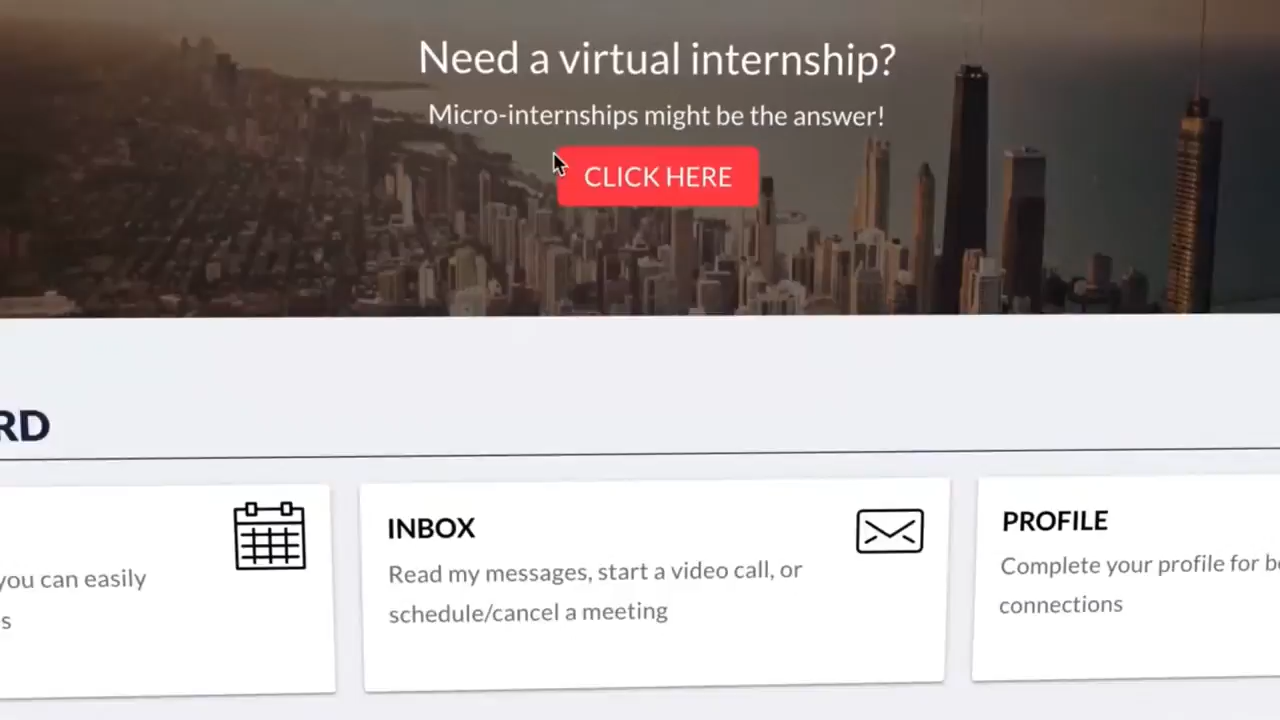 Need a virtual internship?
Micro-internships might be the answer!
CLICK HERE
RD
you can easily
s
INBOX
Read my messages, start a video call, or
schedule/cancel a meeting
PROFILE
Complete your profile for be
connections